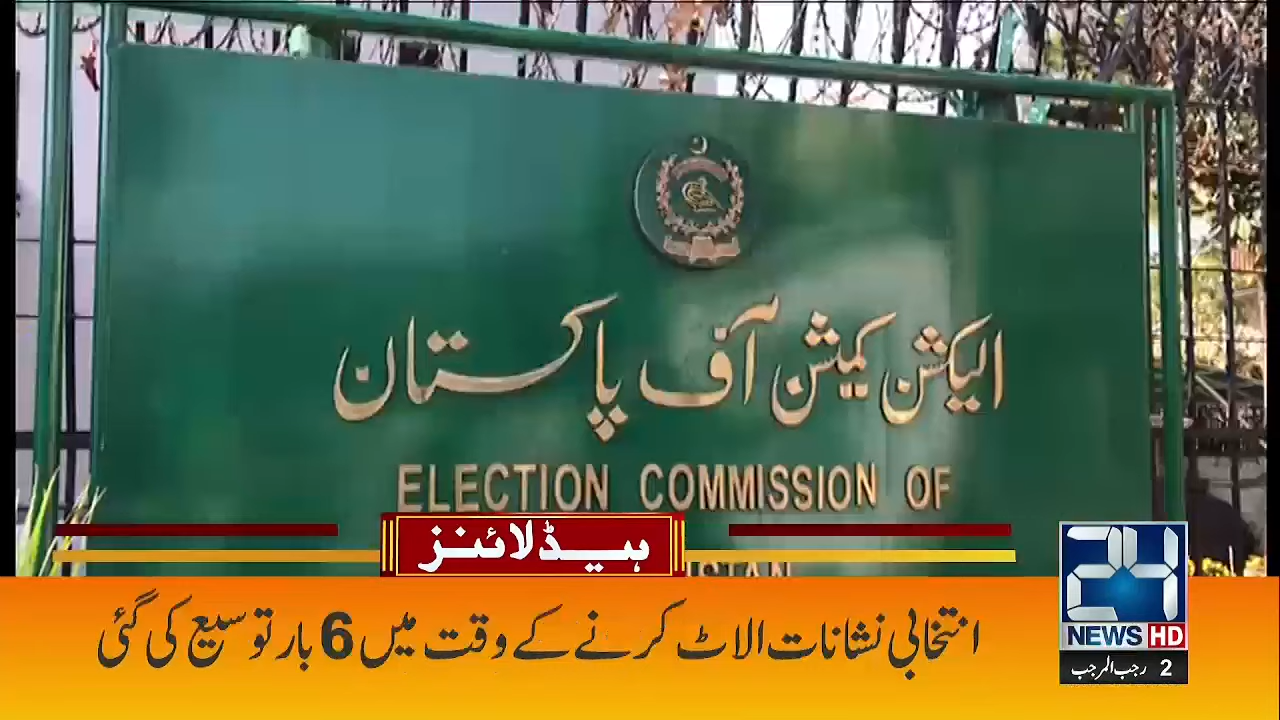 الیکشن کمیشن آف پاکستان
ELECTION COMMISSION OF
ہیڈلائنز
انتخابی نشانات الاٹ کرنے کے وقت میں 6 بار توسیع کی گئی
24
NEWS HD
2 رجب المرجب